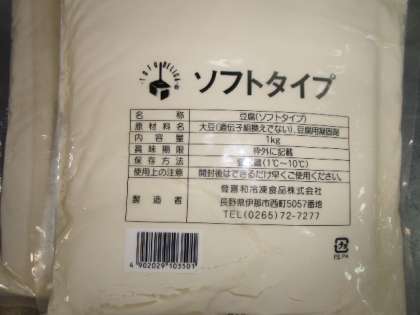 TOFU DELICA
ソフトタイプ
名称 豆腐(ソフトタイプ)
原材料名 大豆(遺伝子組換えでない)、豆腐用凝固剤
内容量 1kg
賞味期限 枠外に記載
保存方法 要冷蔵(1℃~10℃)
使用上の注意 開封後はできるだけ早くご使用ください。
製造者 登喜和冷凍食品株式会社
長野県伊那市西町5057番地
TEL(0265)72-7277
4902029103501
PE,PA